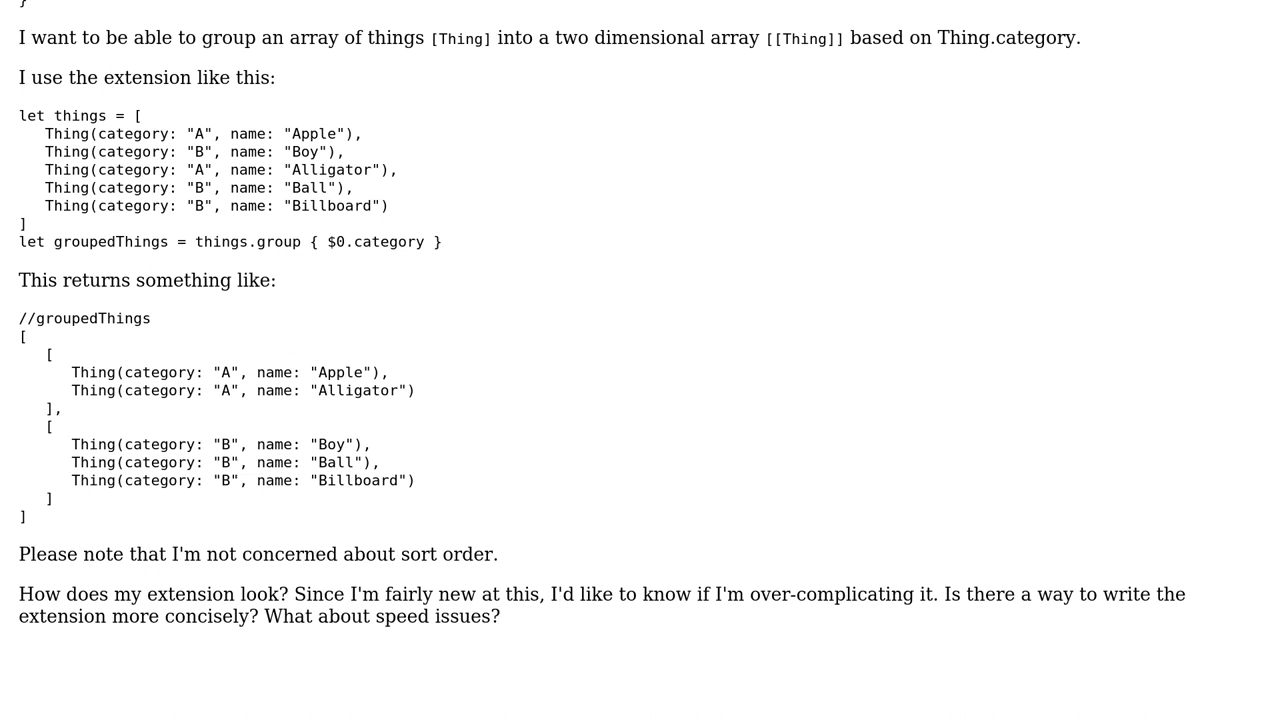 }
I want to be able to group an array of things [Thing] into a two dimensional array [[Thing]] based on Thing.category.
I use the extension like this:
let things = [
   Thing(category: "A", name: "Apple"),
   Thing(category: "B", name: "Boy"),
   Thing(category: "A", name: "Alligator"),
   Thing(category: "B", name: "Ball"),
   Thing(category: "B", name: "Billboard")
]
let groupedThings = things.group { $0.category }
This returns something like:
//groupedThings
[
   [
      Thing(category: "A", name: "Apple"),
      Thing(category: "A", name: "Alligator")
   ],
   [
      Thing(category: "B", name: "Boy"),
      Thing(category: "B", name: "Ball"),
      Thing(category: "B", name: "Billboard")
   ]
]
Please note that I'm not concerned about sort order.
How does my extension look? Since I'm fairly new at this, I'd like to know if I'm over-complicating it. Is there a way to write the
extension more concisely? What about speed issues?